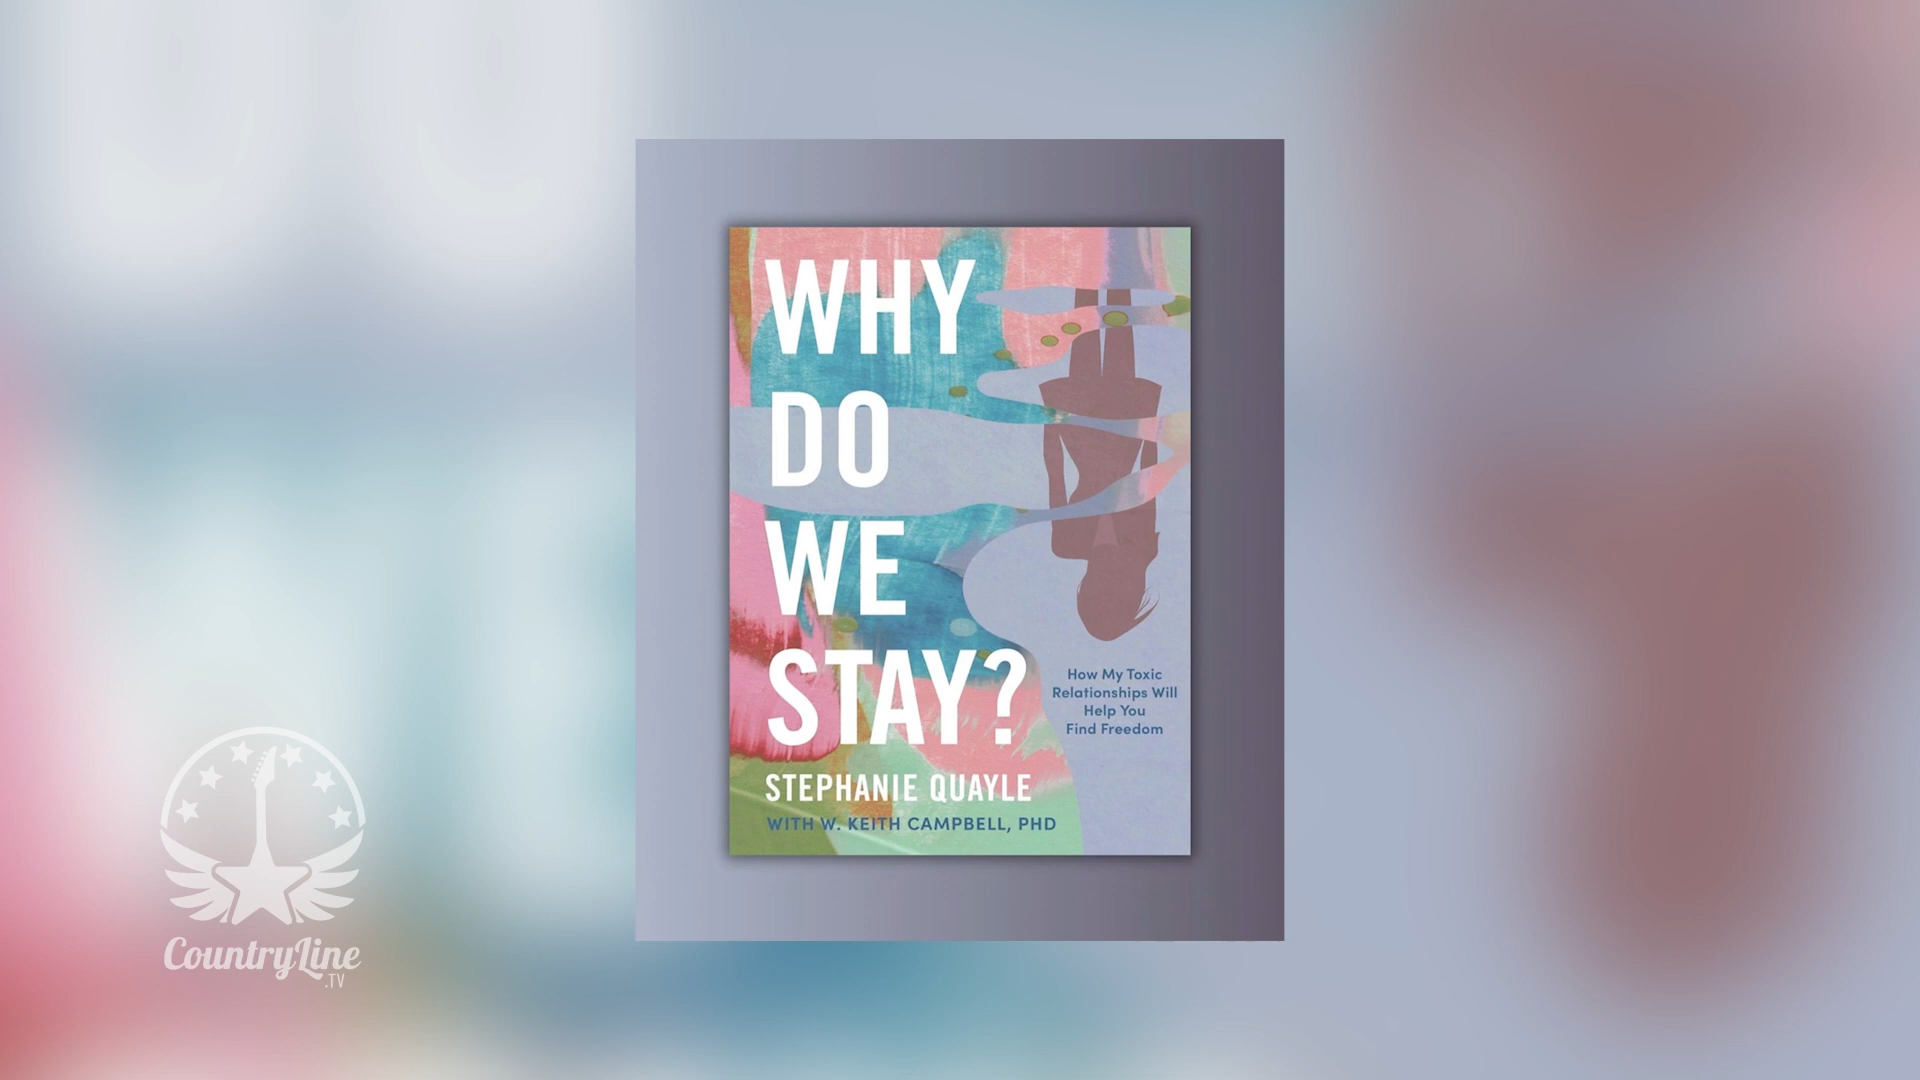 WHY
DO
WE
STAY?
How My Toxic
Relationships Will
Help You
Find Freedom
STEPHANIE QUAYLE
WITH W. KEITH CAMPBELL, PHD
CountryLine
.TV